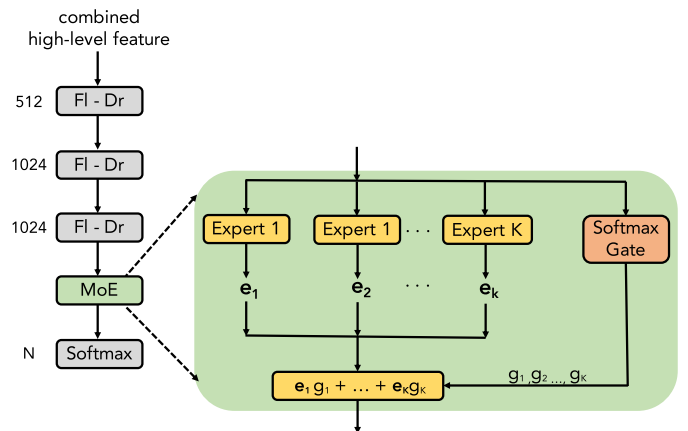 combined
high-level feature
512
Fl - Dr
1024
Fl - Dr
1024
Fl - Dr
MoE
N
Softmax
Expert 1
Expert 1
. . .
Expert K
Softmax
Gate
e₁
e₂
. . .
eₖ
g₁ ,g₂ ..., gₖ
e₁ g₁ + ... + eₖgₖ